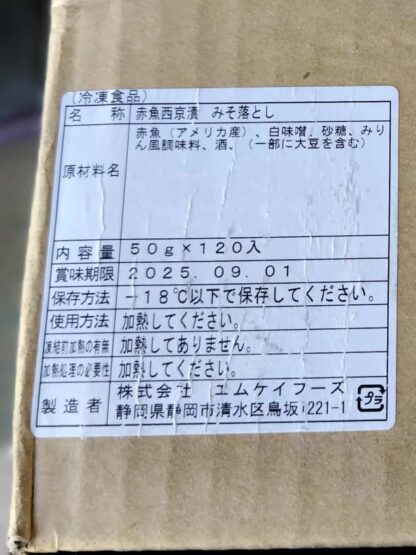 (冷凍食品)
名称 赤魚西京漬 みそ落とし
原材料名 赤魚（アメリカ産）、白味噌、砂糖、みり
ん風調味料、酒、（一部に大豆を含む）
内容量 50g×120入
賞味期限 2025.09.01
保存方法 -18℃以下で保存してください。
使用方法 加熱してください。
凍結前加熱の有無 加熱してありません。
加熱処理の必要性 加熱してください。
製造者 株式会社 エムケイフーズ
静岡県静岡市清水区鳥坂1221-1
プラ